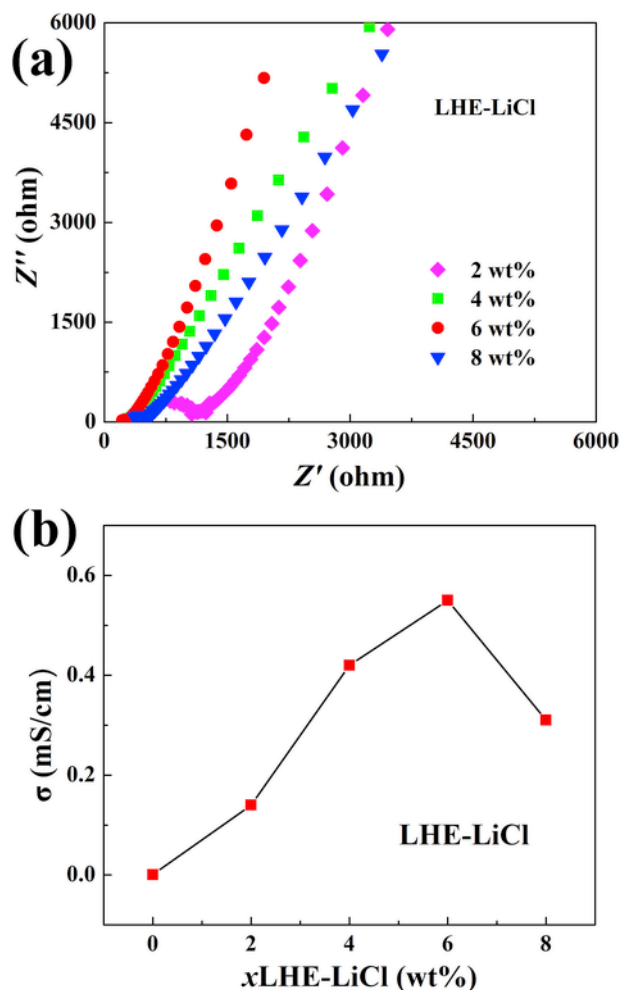 (a)
6000
4500
3000
1500
0
Z'' (ohm)
LHE-LiCl
2 wt%
4 wt%
6 wt%
8 wt%
0 1500 3000 4500 6000
Z' (ohm)
(b)
0.6
0.4
0.2
0.0
σ (mS/cm)
LHE-LiCl
0 2 4 6 8
xLHE-LiCl (wt%)